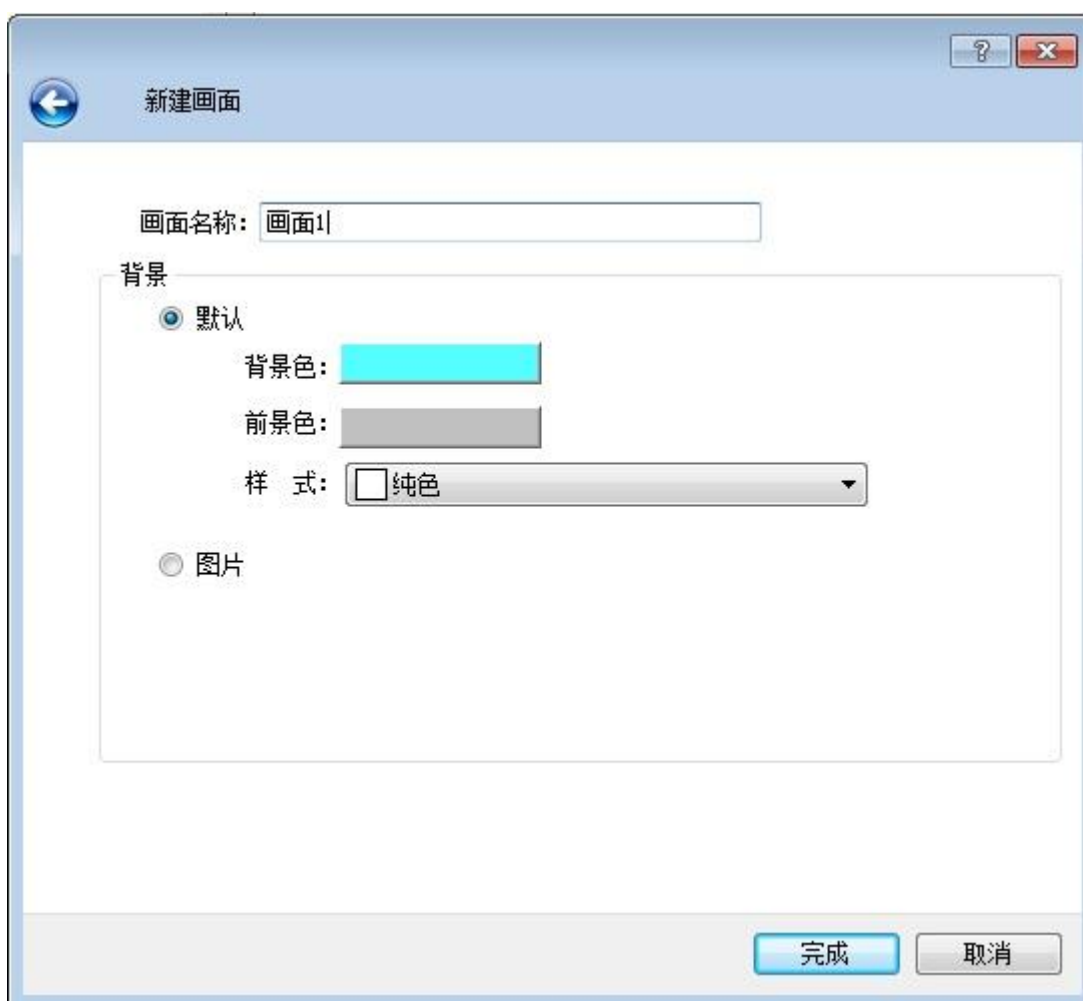 新建画面
画面名称：画面1
背景
默认
背景色：
前景色：
样 式：纯色
图片
完成 取消